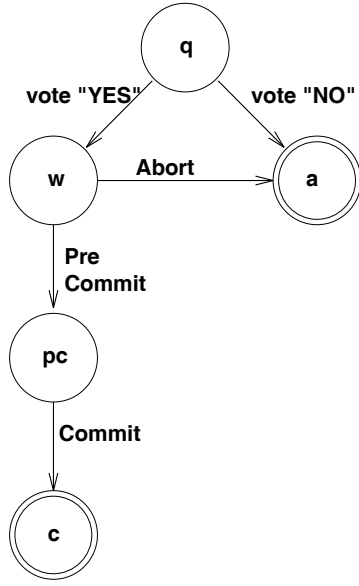 q
vote "YES"
vote "NO"
w
Abort
a
Pre
Commit
pc
Commit
c